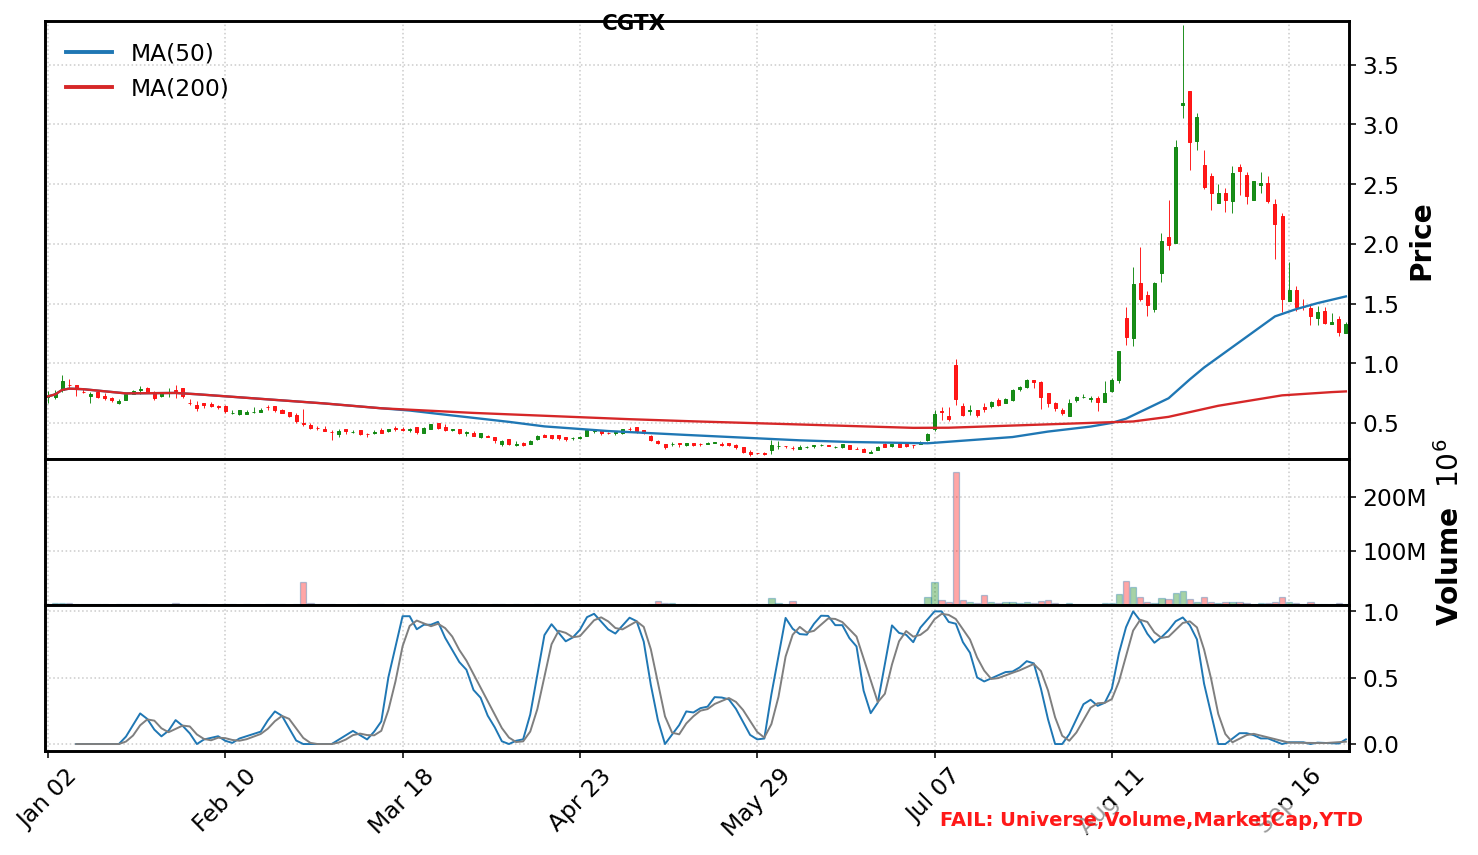 CGTX
MA(50)
MA(200)
3.5
3.0
2.5
2.0
1.5
1.0
0.5
Price
200M
100M
Volume 10^6
1.0
0.5
0.0
Jan 02
Feb 10
Mar 18
Apr 23
May 29
Jul 07
Aug 11
Sep 16
FAIL: Universe,Volume,MarketCap,YTD